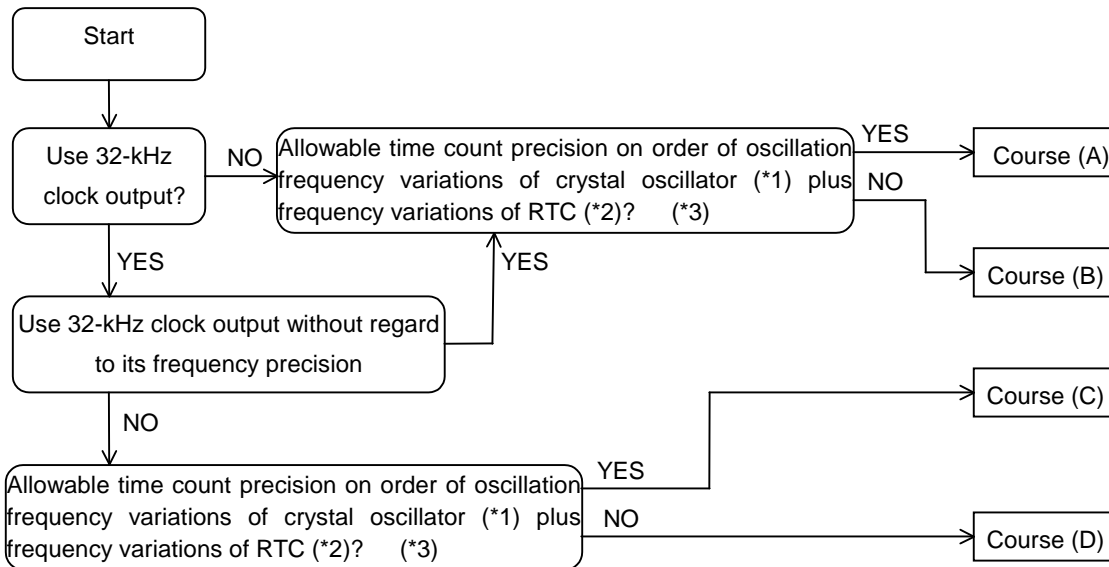 Start
Use 32-kHz
clock output?
NO
Allowable time count precision on order of oscillation
frequency variations of crystal oscillator (*1) plus
frequency variations of RTC (*2)? (*3)
YES
Course (A)
NO
Course (B)
YES
YES
Use 32-kHz clock output without regard
to its frequency precision
Course (C)
NO
Allowable time count precision on order of oscillation
frequency variations of crystal oscillator (*1) plus
frequency variations of RTC (*2)? (*3)
YES
NO
Course (D)